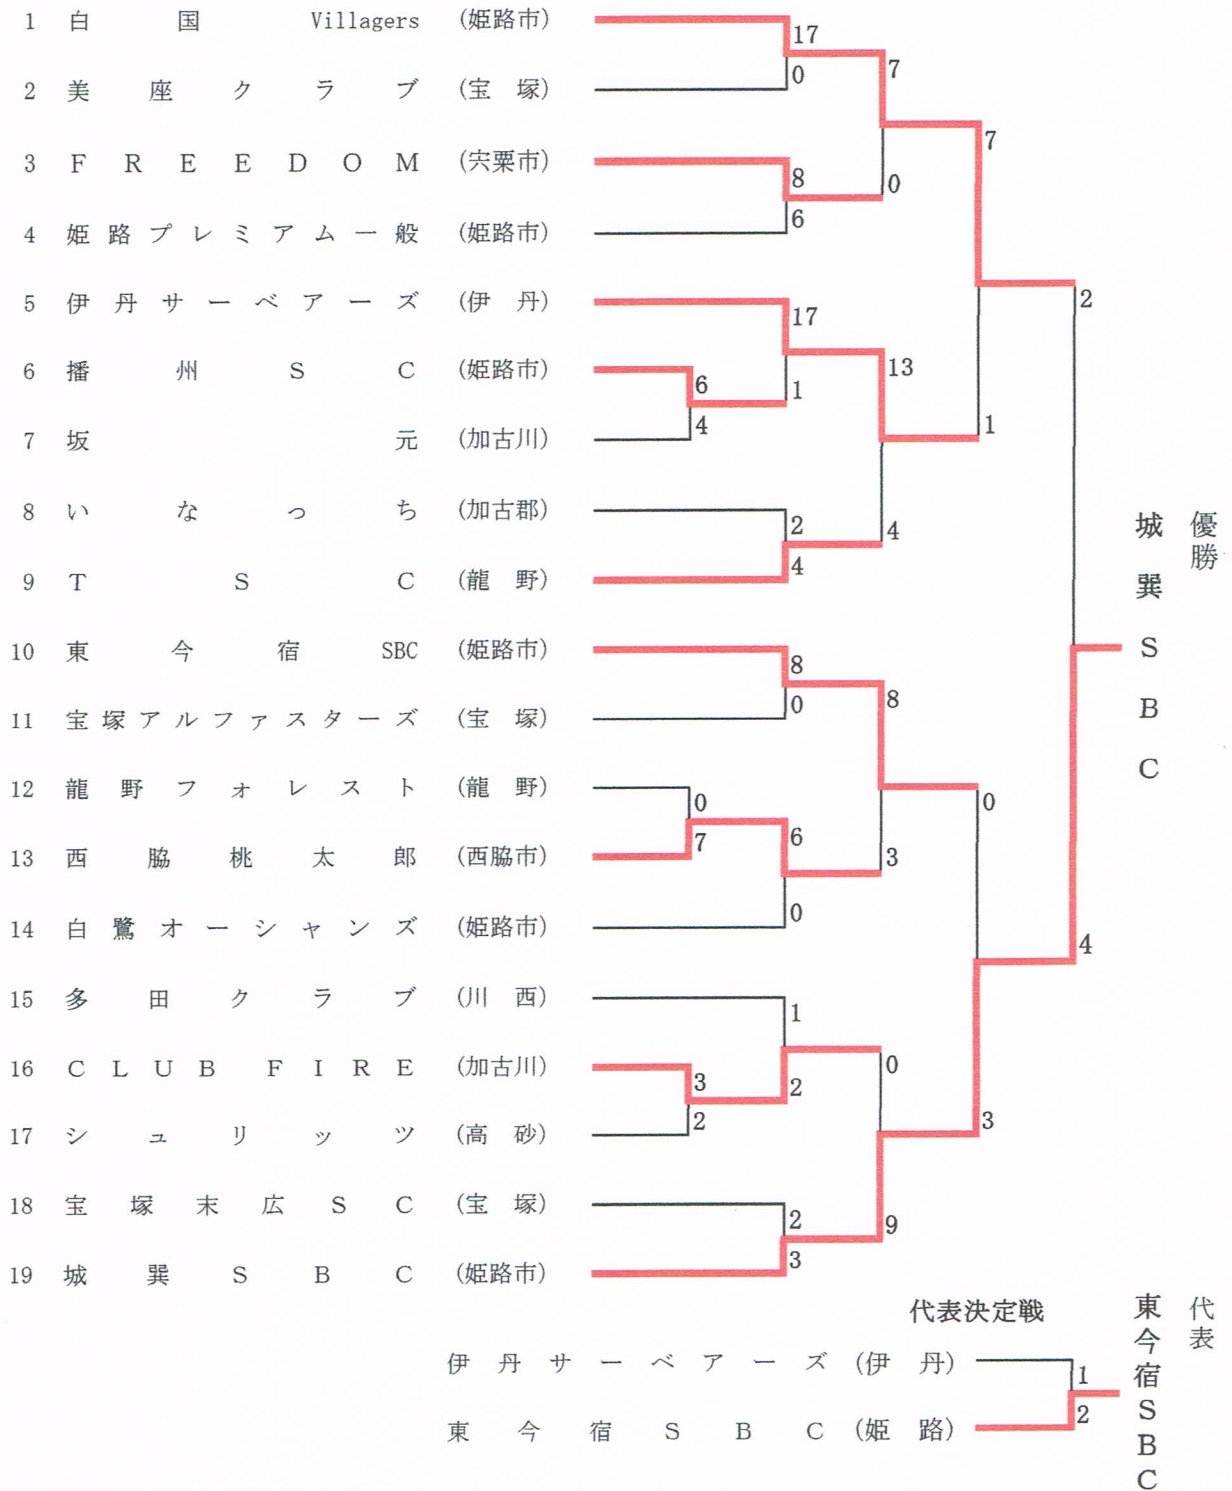 1 白国 Villagers (姫路市)
17
7
2 美座クラブ (宝塚)
0
7
3 FREEDOM (宍粟市)
8
0
4 姫路プレミアム一般 (姫路市)
6
5 伊丹サーベアーズ (伊丹)
17
2
6 播州SC (姫路市)
6
1
13
7 坂元 (加古川)
4
1
8 いなっち (加古郡)
2
4
9 TSC (龍野)
4
優勝
城巽SBC
10 東今宿SBC (姫路市)
8
8
11 宝塚アルファスターズ (宝塚)
0
12 龍野フォレスト (龍野)
0
0
13 西脇桃太郎 (西脇市)
7
6
3
14 白鷺オーシャンズ (姫路市)
0
4
15 多田クラブ (川西)
1
16 CLUB FIRE (加古川)
3
2
0
17 シュリッツ (高砂)
2
3
18 宝塚末広SC (宝塚)
2
9
19 城巽SBC (姫路市)
3
代表決定戦
伊丹サーベアーズ (伊丹)
1
東今宿SBC (姫路)
2
代表
東今宿SBC